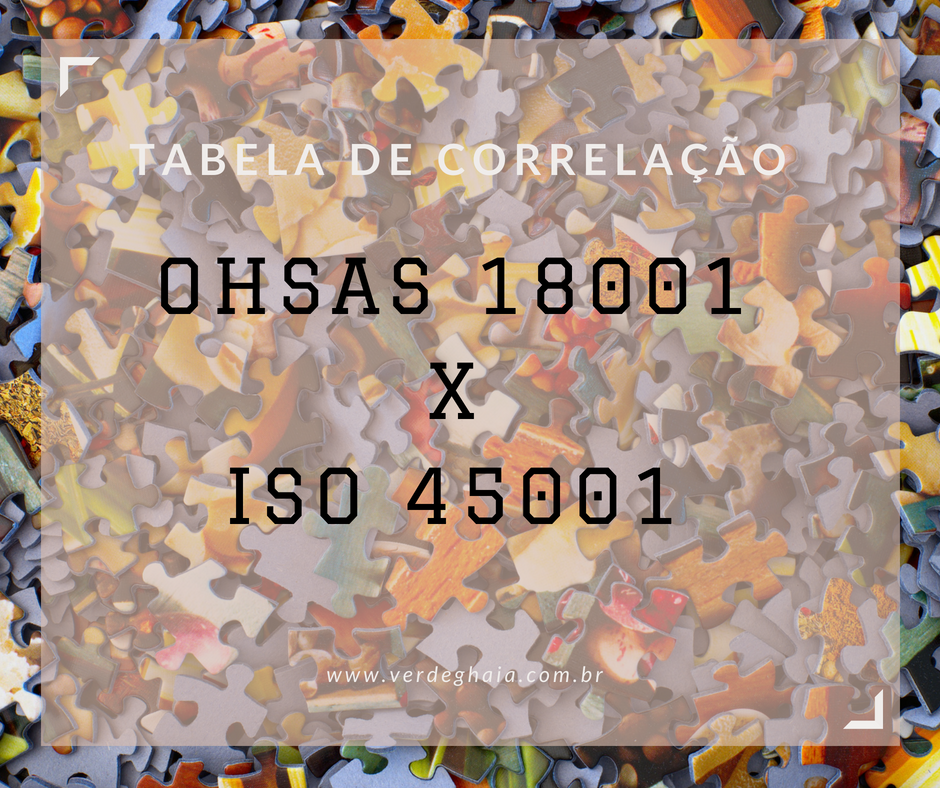 TABELA DE CORRELAÇÃO
OHSAS 18001
X
ISO 45001
www.verdeghaia.com.br